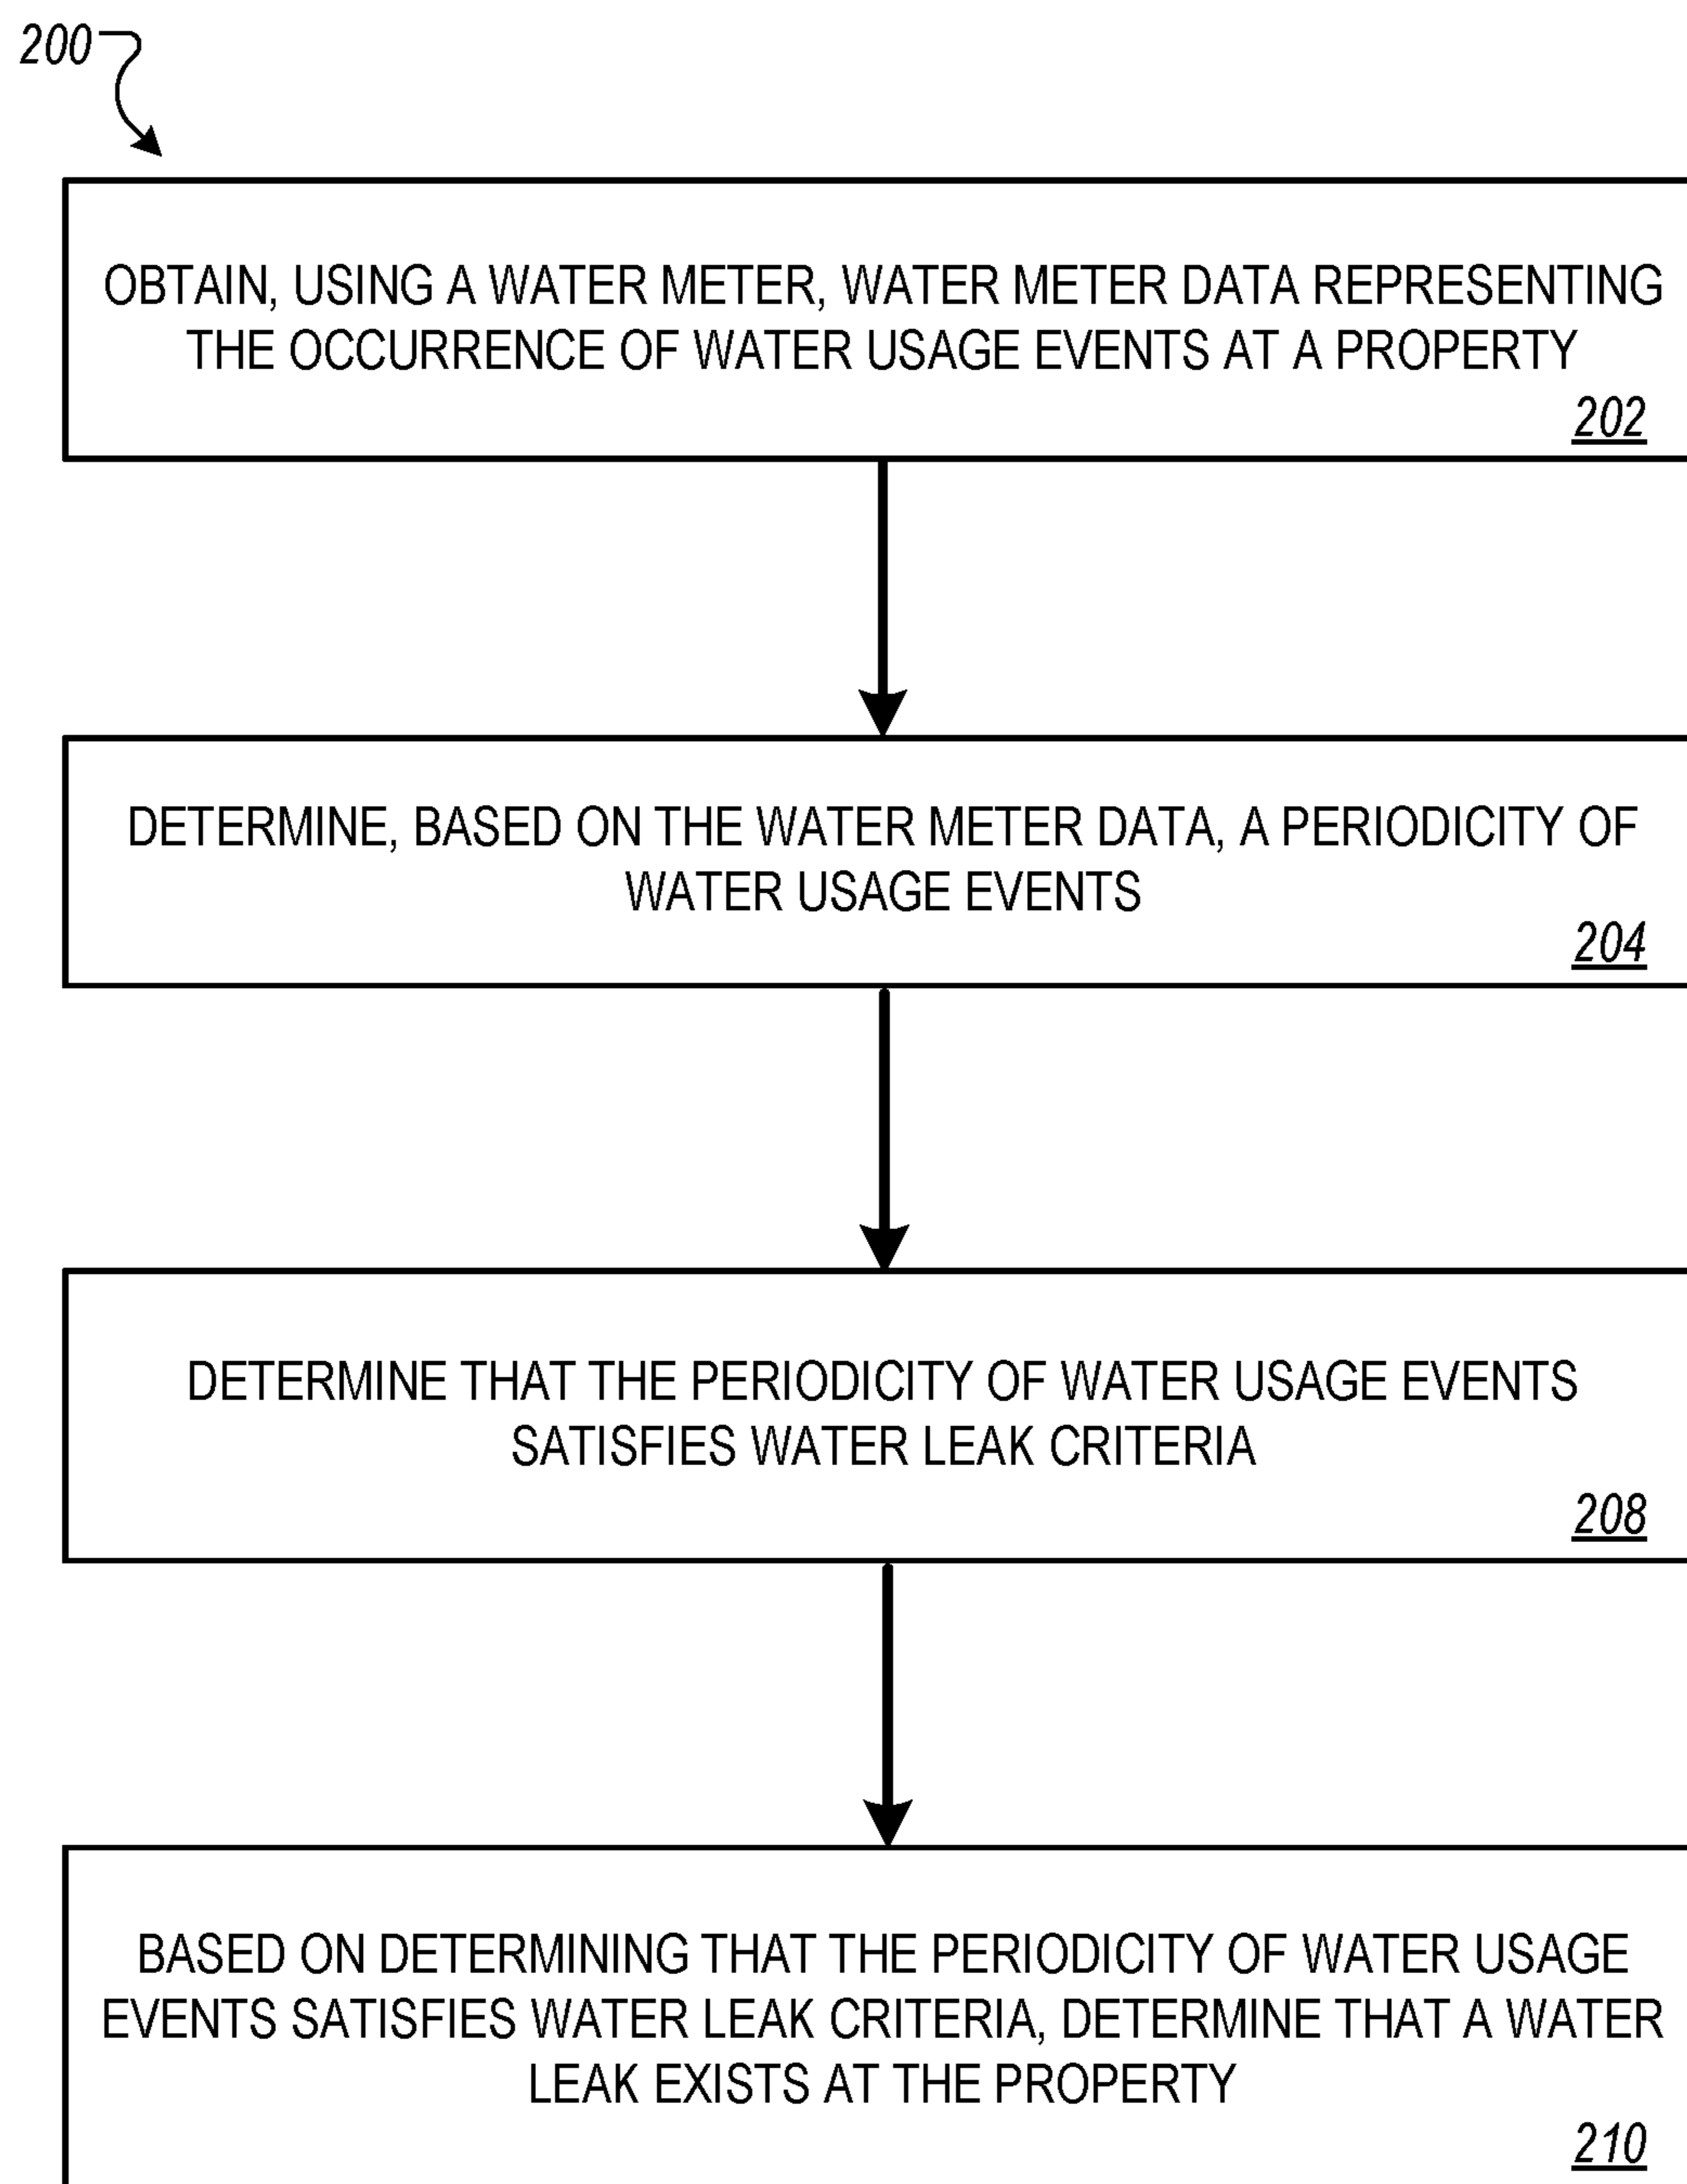 200
OBTAIN, USING A WATER METER, WATER METER DATA REPRESENTING
THE OCCURRENCE OF WATER USAGE EVENTS AT A PROPERTY
202
DETERMINE, BASED ON THE WATER METER DATA, A PERIODICITY OF
WATER USAGE EVENTS
204
DETERMINE THAT THE PERIODICITY OF WATER USAGE EVENTS
SATISFIES WATER LEAK CRITERIA
208
BASED ON DETERMINING THAT THE PERIODICITY OF WATER USAGE
EVENTS SATISFIES WATER LEAK CRITERIA, DETERMINE THAT A WATER
LEAK EXISTS AT THE PROPERTY
210